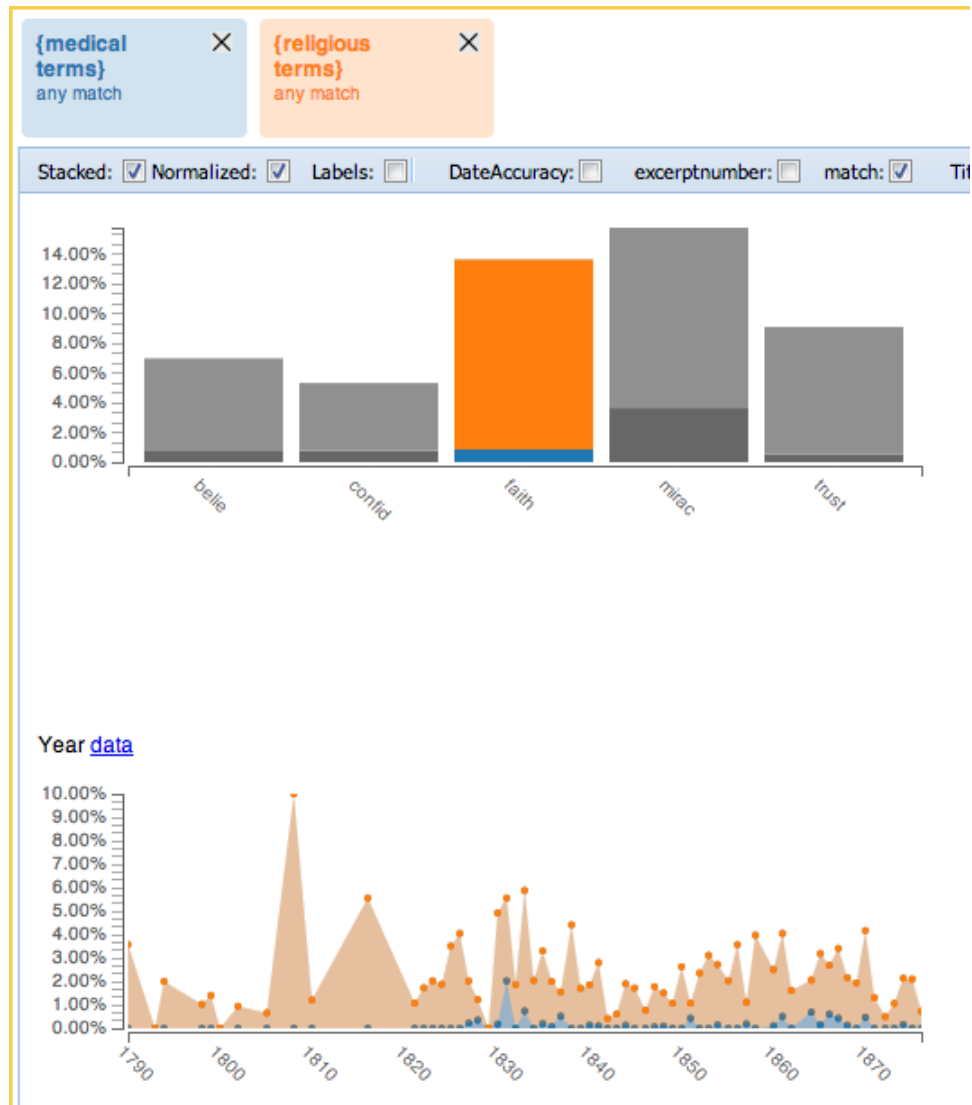 {medical {religious
terms} terms}
any match any match
Stacked: Normalized: Labels: DateAccuracy: excerptnumber: match: Tit
14.00%
12.00%
10.00%
8.00%
6.00%
4.00%
2.00%
0.00%
belie confid faith mirac trust
Year data
10.00%
9.00%
8.00%
7.00%
6.00%
5.00%
4.00%
3.00%
2.00%
1.00%
0.00%
1790 1800 1810 1820 1830 1840 1850 1860 1870